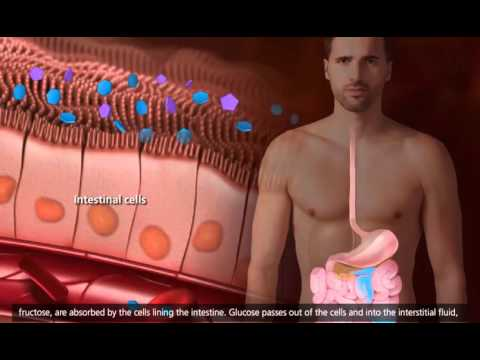 Intestinal cells
fructose, are absorbed by the cells lining the intestine. Glucose passes out of the cells and into the interstitial fluid,